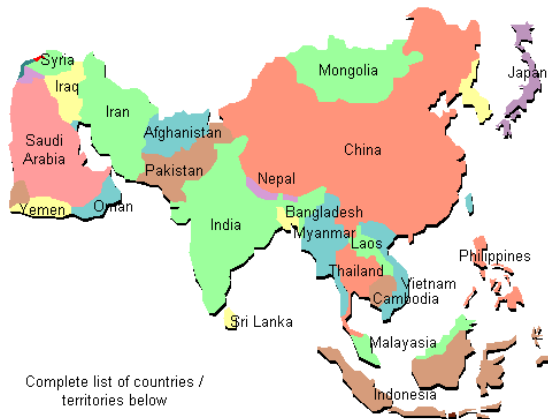 Syria
Mongolia
Japan
Iraq
Iran
Afghanistan
Saudi
Arabia
China
Pakistan
Nepal
Yemen
Oman
India
Bangladesh
Myanmar
Laos
Philippines
Thailand
Vietnam
Cambodia
Sri Lanka
Malayasia
Indonesia
Complete list of countries /
territories below